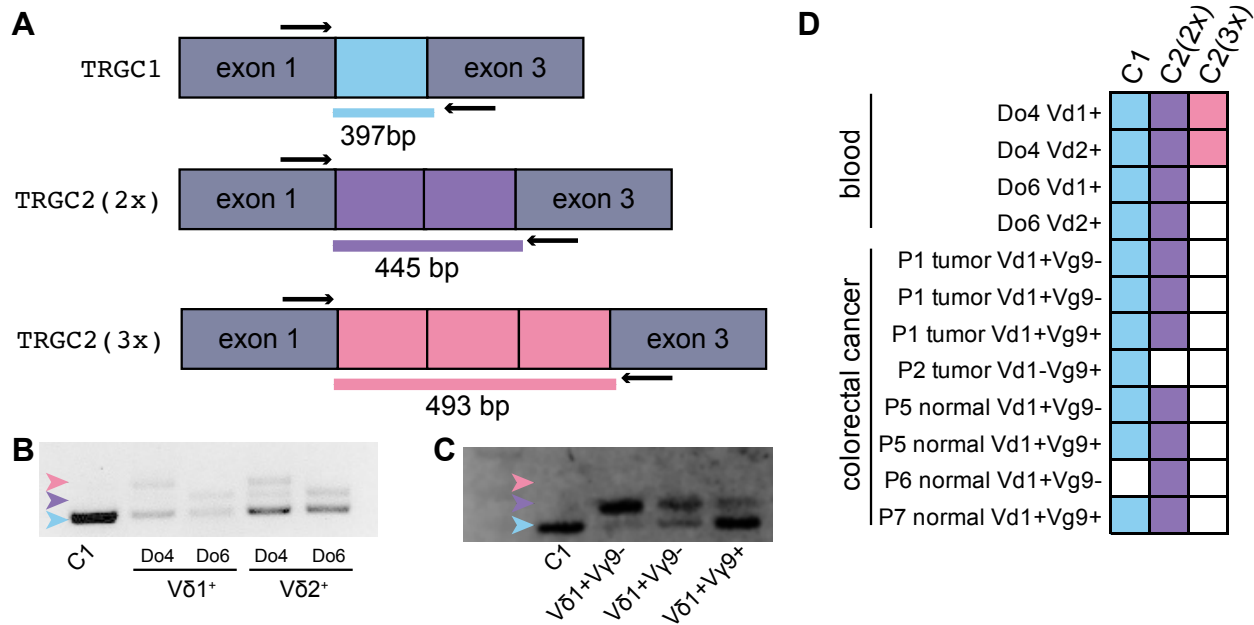 A
TRGC1
exon 1
exon 3
397bp
TRGC2(2x)
exon 1
exon 3
445 bp
TRGC2(3x)
exon 1
exon 3
493 bp
B
C1
Do4
Do6
Do4
Do6
Vδ1+
Vδ2+
C
C1
Vδ1+Vγ9-
Vδ1+Vγ9-
Vδ1+Vγ9+
D
C1
C2(2x)
C2(3x)
blood
Do4 Vd1+
Do4 Vd2+
Do6 Vd1+
Do6 Vd2+
colorectal cancer
P1 tumor Vd1+Vg9-
P1 tumor Vd1+Vg9-
P1 tumor Vd1+Vg9+
P2 tumor Vd1-Vg9+
P5 normal Vd1+Vg9-
P5 normal Vd1+Vg9+
P6 normal Vd1+Vg9-
P7 normal Vd1+Vg9+